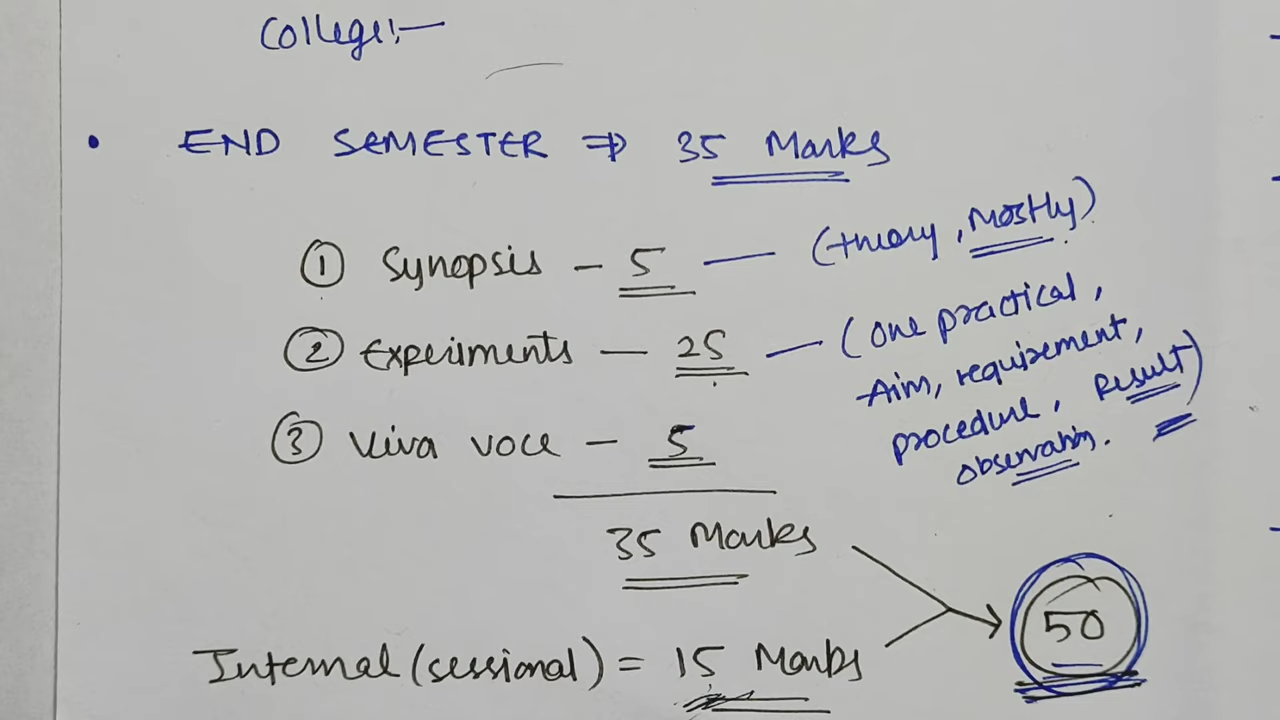 College:-
• END SEMESTER ⇒ 35 Marks
① Synopsis - 5 — (theory, Mostly)
② Experiments — 25 — (One practical,
Aim, requirement,
procedure, Result)
observation.
③ Viva voce - 5
35 Marks
50
Internal (sessional) = 15 Marks